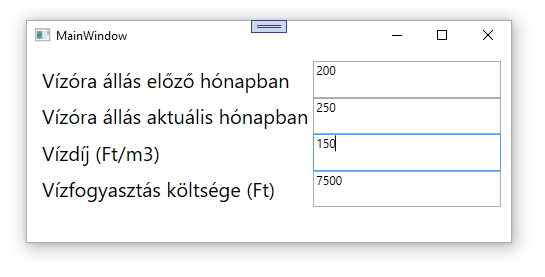 MainWindow
Vízóra állás előző hónapban 200
Vízóra állás aktuális hónapban 250
Vízdíj (Ft/m3) 150
Vízfogyasztás költsége (Ft) 7500